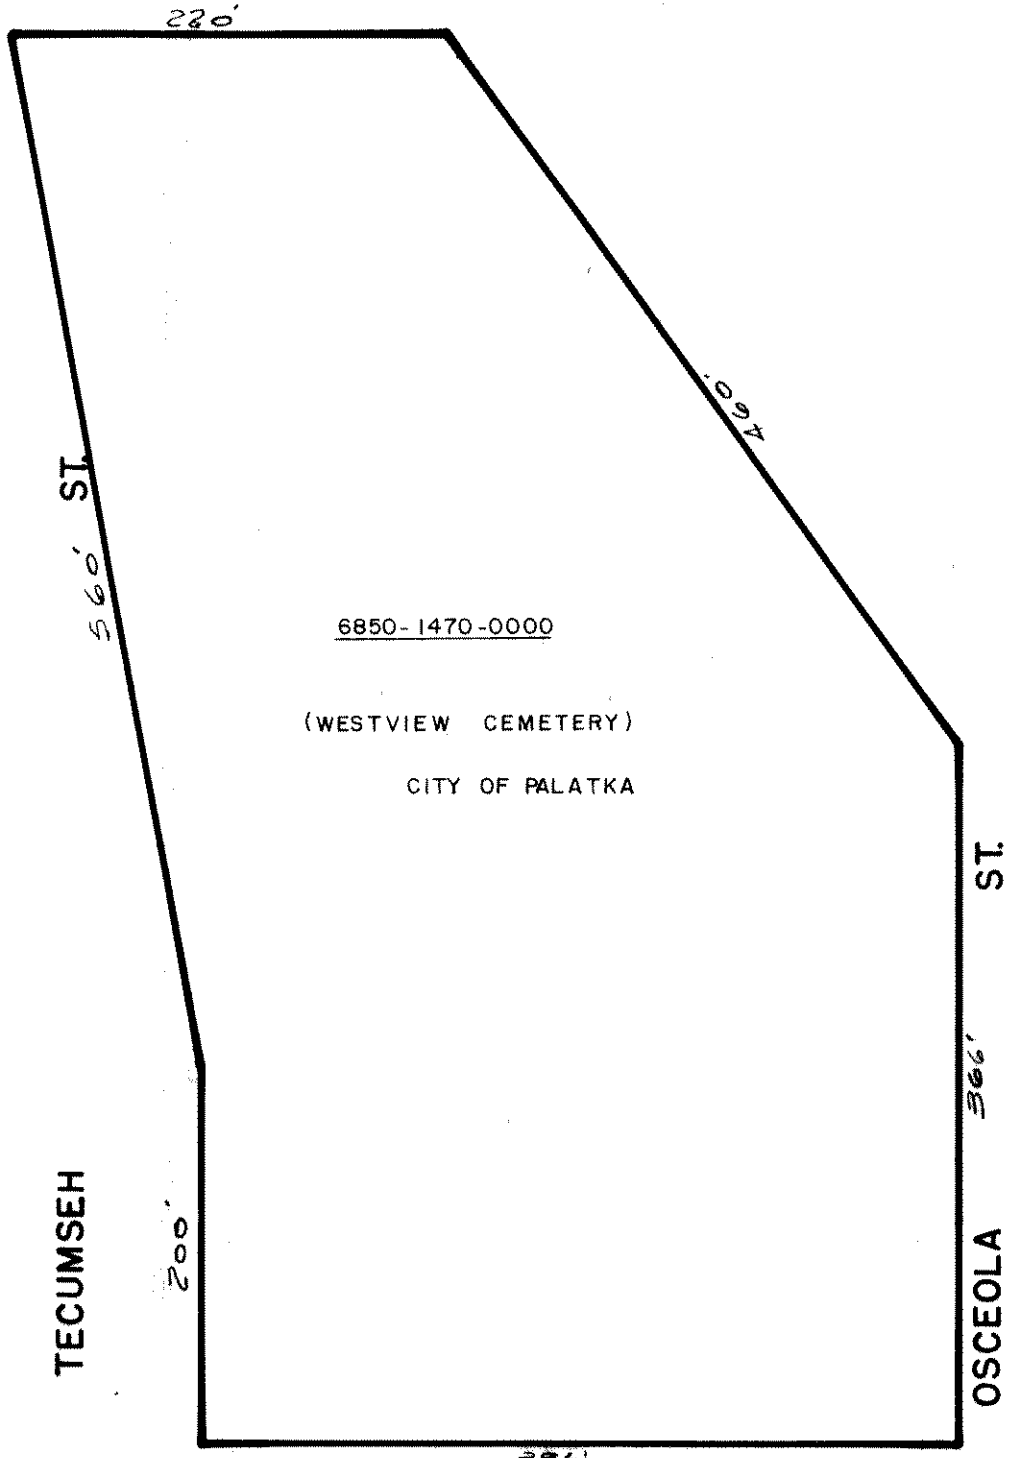 220'
460'
ST.
560'
6850-1470-0000
(WESTVIEW CEMETERY)
CITY OF PALATKA
ST.
366'
TECUMSEH
200'
OSCEOLA